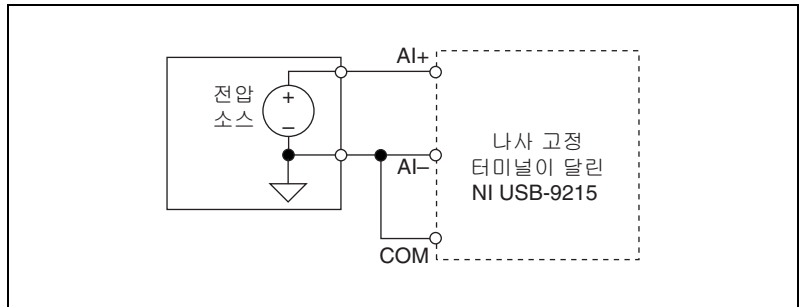 AI+
전압
소스
+
–
나사 고정
터미널이 달린
NI USB-9215
AI–
COM